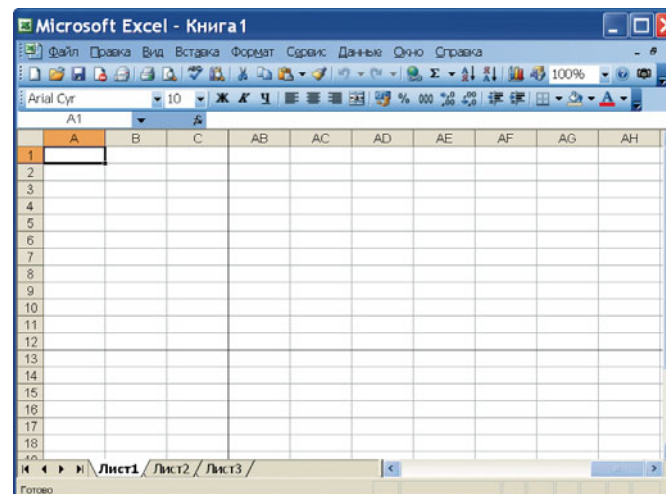 Microsoft Excel - Книга1
Файл Правка Вид Вставка Формат Сервис Данные Окно Справка
Σ 100%
Arial Cyr 10 Ж К Ч % 000 A
A1 fx
A B C AB AC AD AE AF AG AH
1
2
3
4
5
6
7
8
9
10
11
12
13
14
15
16
17
18
Лист1 Лист2 Лист3
Готово